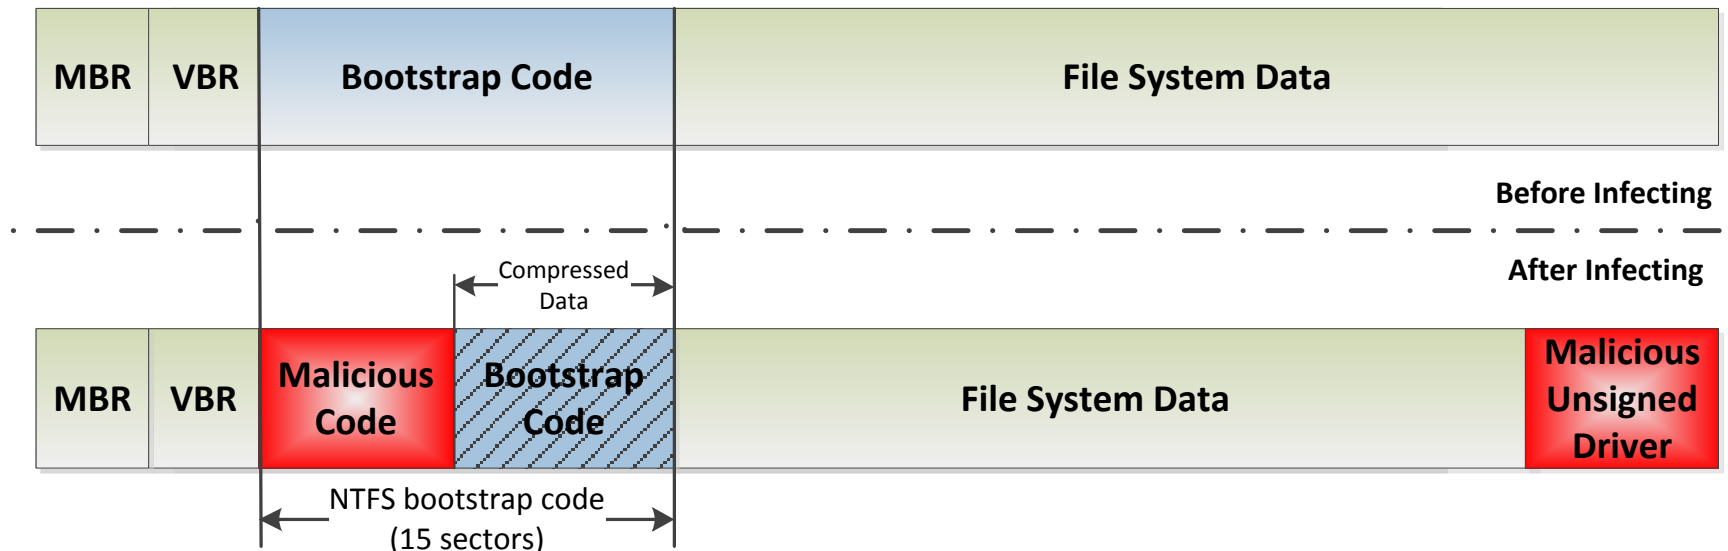 MBR VBR Bootstrap Code File System Data
Before Infecting
After Infecting
Compressed
Data
MBR VBR Malicious
Code Bootstrap
Code File System Data Malicious
Unsigned
Driver
NTFS bootstrap code
(15 sectors)